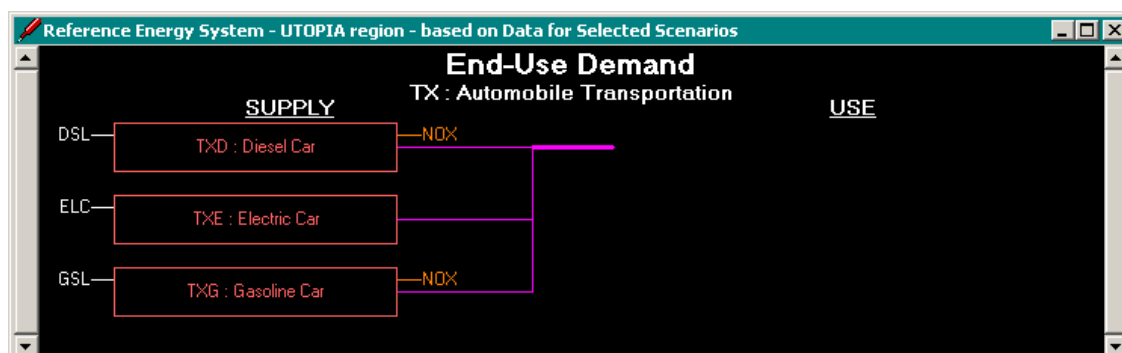 Reference Energy System - UTOPIA region - based on Data for Selected Scenarios
End-Use Demand
TX : Automobile Transportation
SUPPLY USE
DSL TXD : Diesel Car NOX
ELC TXE : Electric Car
GSL TXG : Gasoline Car NOX